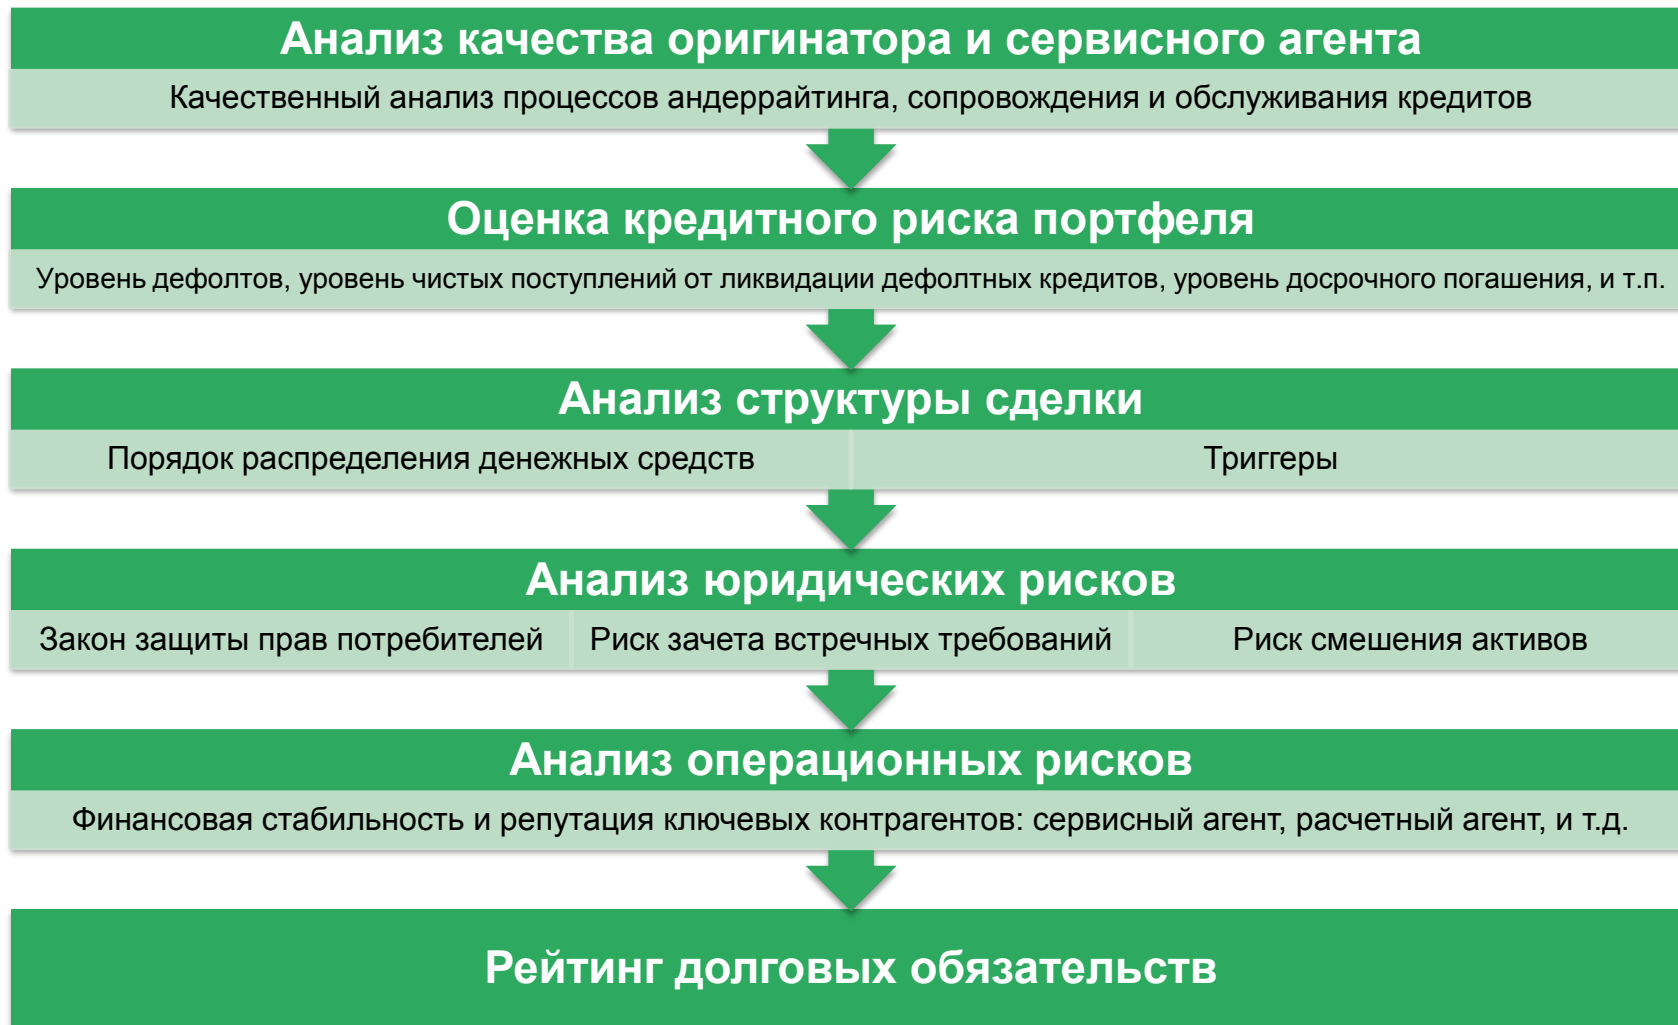 Анализ качества оригинатора и сервисного агента
Качественный анализ процессов андеррайтинга, сопровождения и обслуживания кредитов
Оценка кредитного риска портфеля
Уровень дефолтов, уровень чистых поступлений от ликвидации дефолтных кредитов, уровень досрочного погашения, и т.п.
Анализ структуры сделки
Порядок распределения денежных средств
Триггеры
Анализ юридических рисков
Закон защиты прав потребителей
Риск зачета встречных требований
Риск смешения активов
Анализ операционных рисков
Финансовая стабильность и репутация ключевых контрагентов: сервисный агент, расчетный агент, и т.д.
Рейтинг долговых обязательств